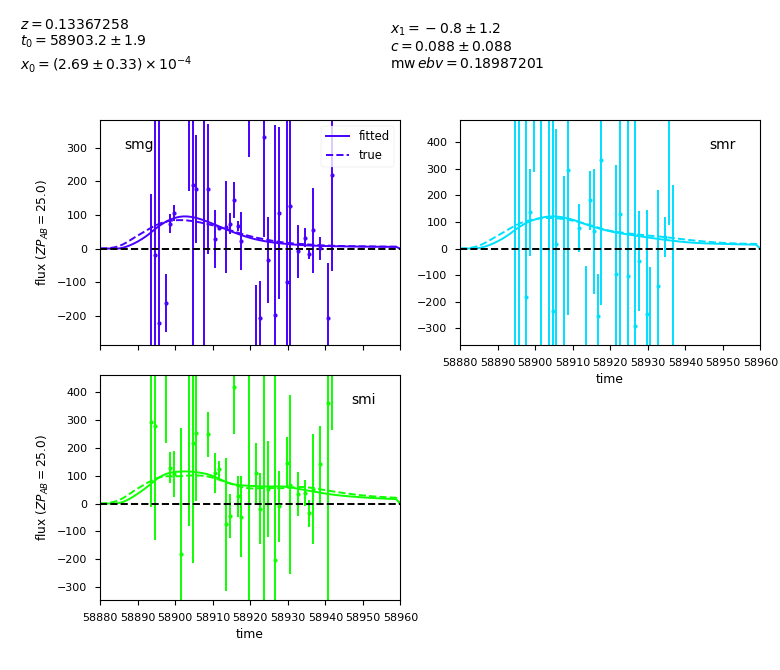 z = 0.13367258
t₀ = 58903.2 ± 1.9
x₀ = (2.69 ± 0.33) × 10⁻⁴
x₁ = −0.8 ± 1.2
c = 0.088 ± 0.088
mw ebv = 0.18987201
smg
fitted
true
300
200
100
0
−100
−200
flux (ZP_AB = 25.0)
smr
400
300
200
100
0
−100
−200
−300
58880 58890 58900 58910 58920 58930 58940 58950 58960
time
smi
400
300
200
100
0
−100
−200
−300
flux (ZP_AB = 25.0)
58880 58890 58900 58910 58920 58930 58940 58950 58960
time